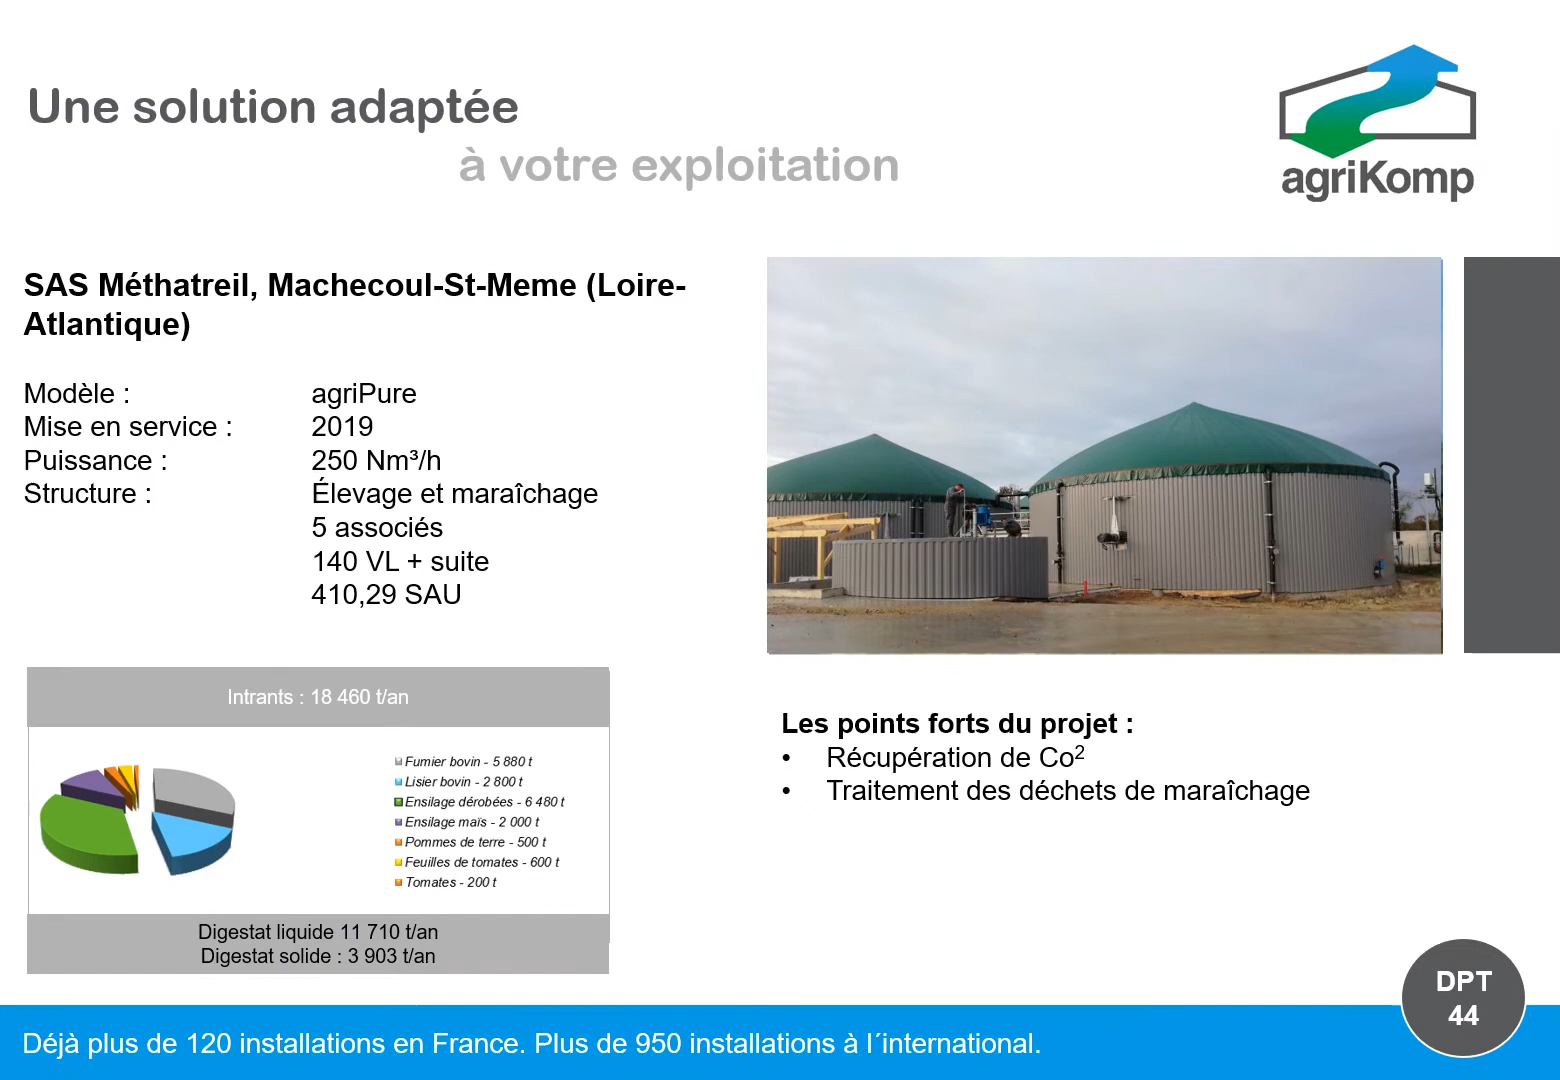 Une solution adaptée
à votre exploitation
agriKomp
SAS Méthatreil, Machecoul-St-Meme (Loire-
Atlantique)
Modèle : agriPure
Mise en service : 2019
Puissance : 250 Nm³/h
Structure : Élevage et maraîchage
5 associés
140 VL + suite
410,29 SAU
Intrants : 18 460 t/an
Fumier bovin - 5 880 t
Lisier bovin - 2 800 t
Ensilage dérobées - 6 480 t
Ensilage maïs - 2 000 t
Pommes de terre - 500 t
Feuilles de tomates - 600 t
Tomates - 200 t
Digestat liquide 11 710 t/an
Digestat solide : 3 903 t/an
Les points forts du projet :
• Récupération de Co²
• Traitement des déchets de maraîchage
DPT
44
Déjà plus de 120 installations en France. Plus de 950 installations à l´international.